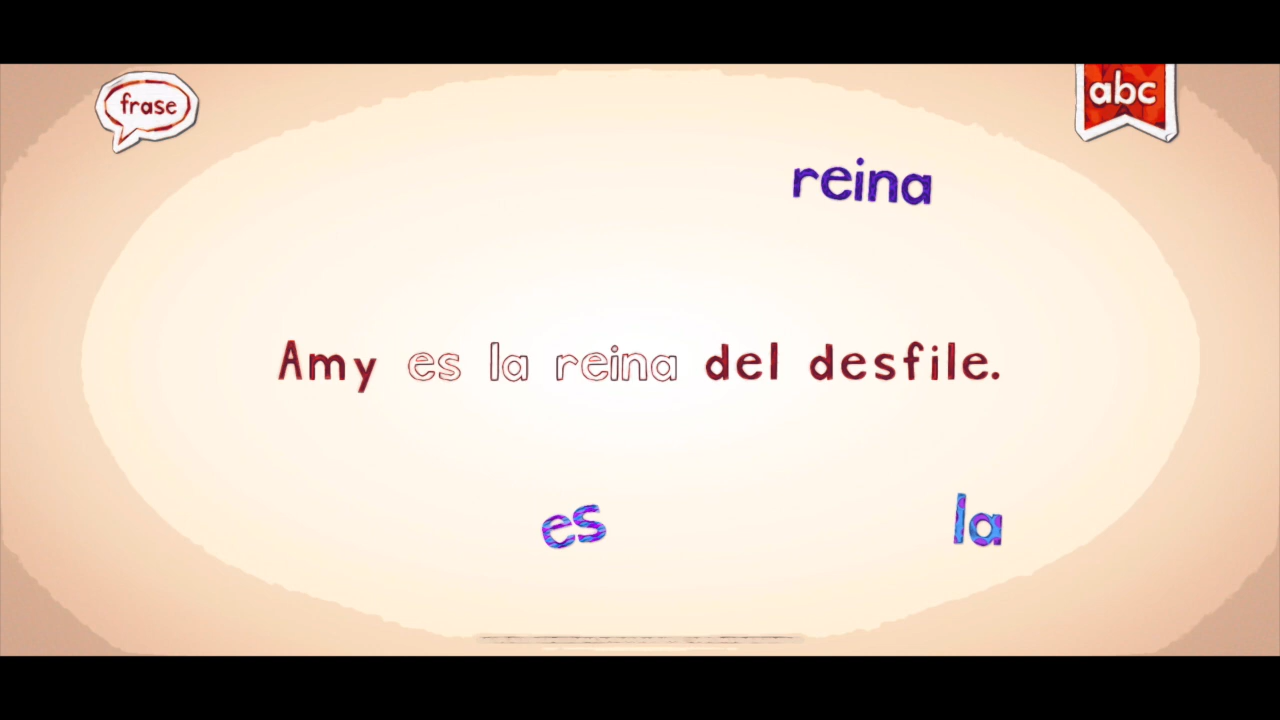 frase
abc
reina
Amy es la reina del desfile.
es
la